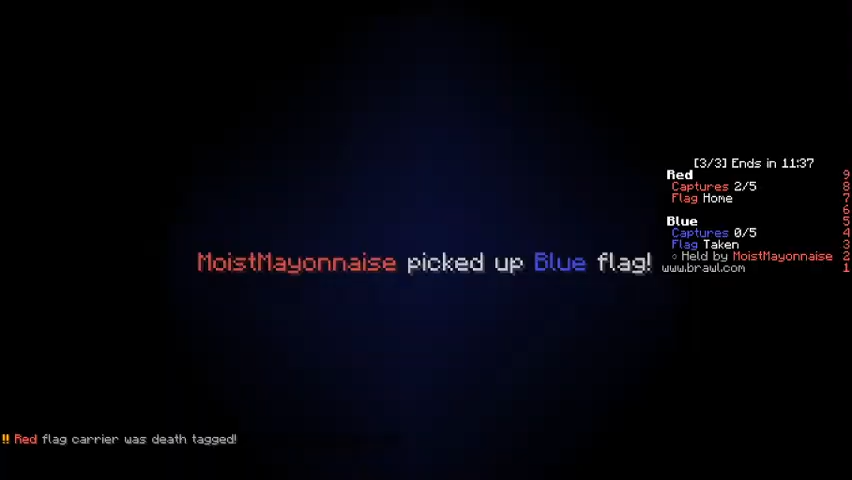 [3/3] Ends in 11:37
Red 9
Captures 2/5 8
Flag Home 7
6
Blue 5
Captures 0/5 4
Flag Taken 3
◦ Held by MoistMayonnaise 2
www.brawl.com 1
MoistMayonnaise picked up Blue flag!
!! Red flag carrier was death tagged!